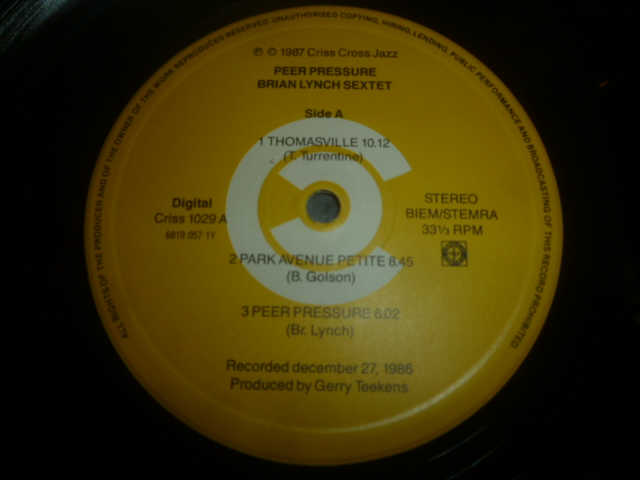 ALL RIGHTS OF THE PRODUCER AND OF THE OWNER OF THE WORK REPRODUCED RESERVED, UNAUTHORISED COPYING, HIRING, LENDING, PUBLIC PERFORMANCE AND BROADCASTING OF THIS RECORD PROHIBITED
℗ © 1987 Criss Cross Jazz
PEER PRESSURE
BRIAN LYNCH SEXTET
Side A
1 THOMASVILLE 10.12
(T. Turrentine)
Digital
Criss 1029 A
6819.057 1Y
STEREO
BIEM/STEMRA
33⅓ RPM
2 PARK AVENUE PETITE 8.45
(B. Golson)
3 PEER PRESSURE 6.02
(Br. Lynch)
Recorded december 27, 1986
Produced by Gerry Teekens